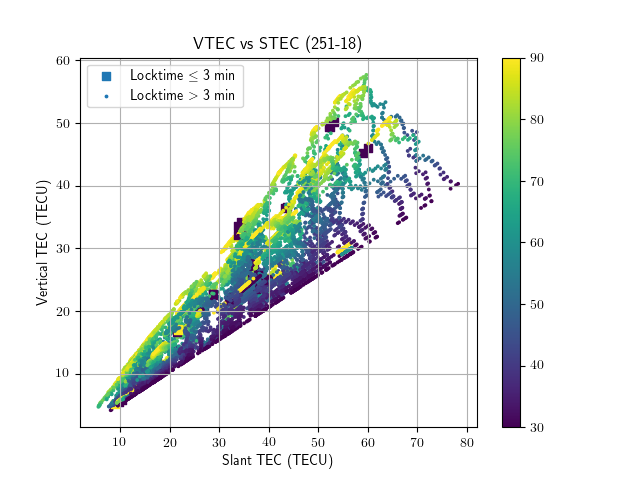 VTEC vs STEC (251-18)
Locktime ≤ 3 min
Locktime > 3 min
Vertical TEC (TECU)
60
50
40
30
20
10
10 20 30 40 50 60 70 80
Slant TEC (TECU)
90
80
70
60
50
40
30